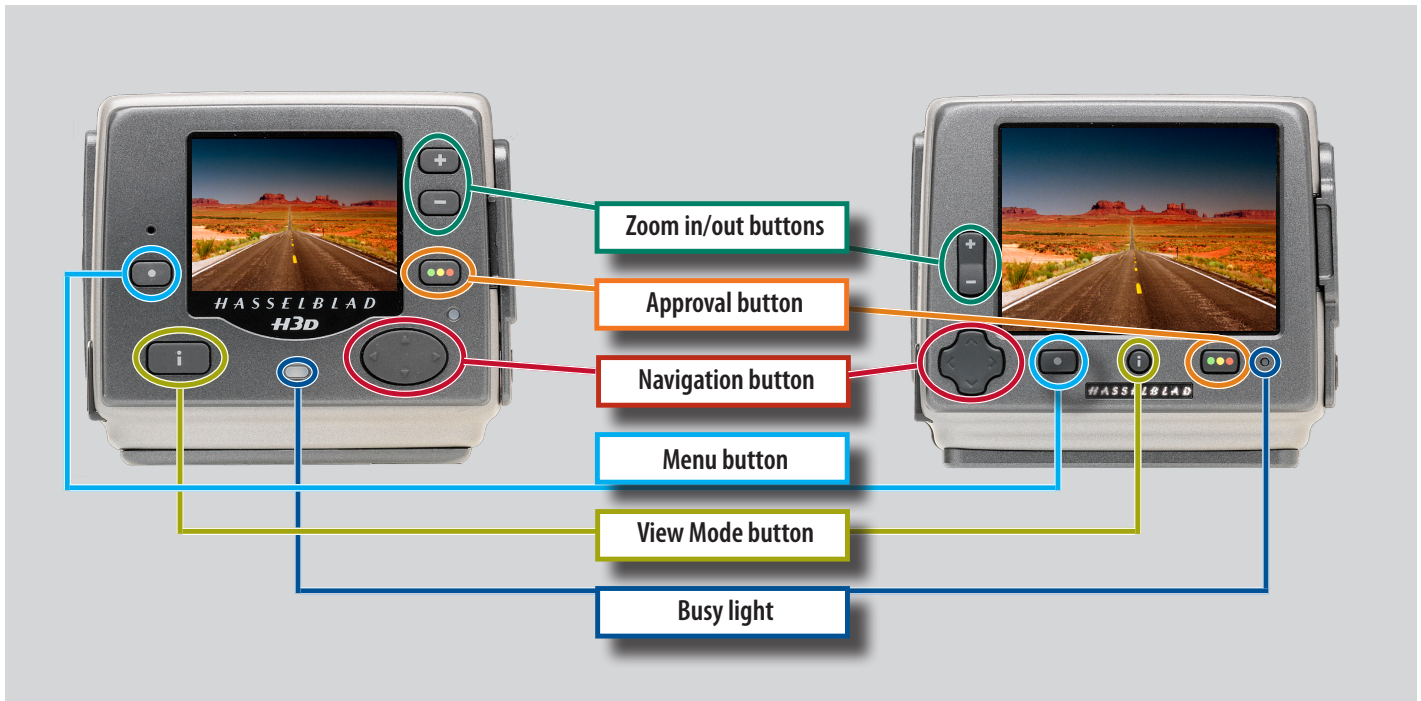 +
−
HASSELBLAD
H3D
i
Zoom in/out buttons
Approval button
Navigation button
Menu button
View Mode button
Busy light
+
−
i
HASSELBLAD